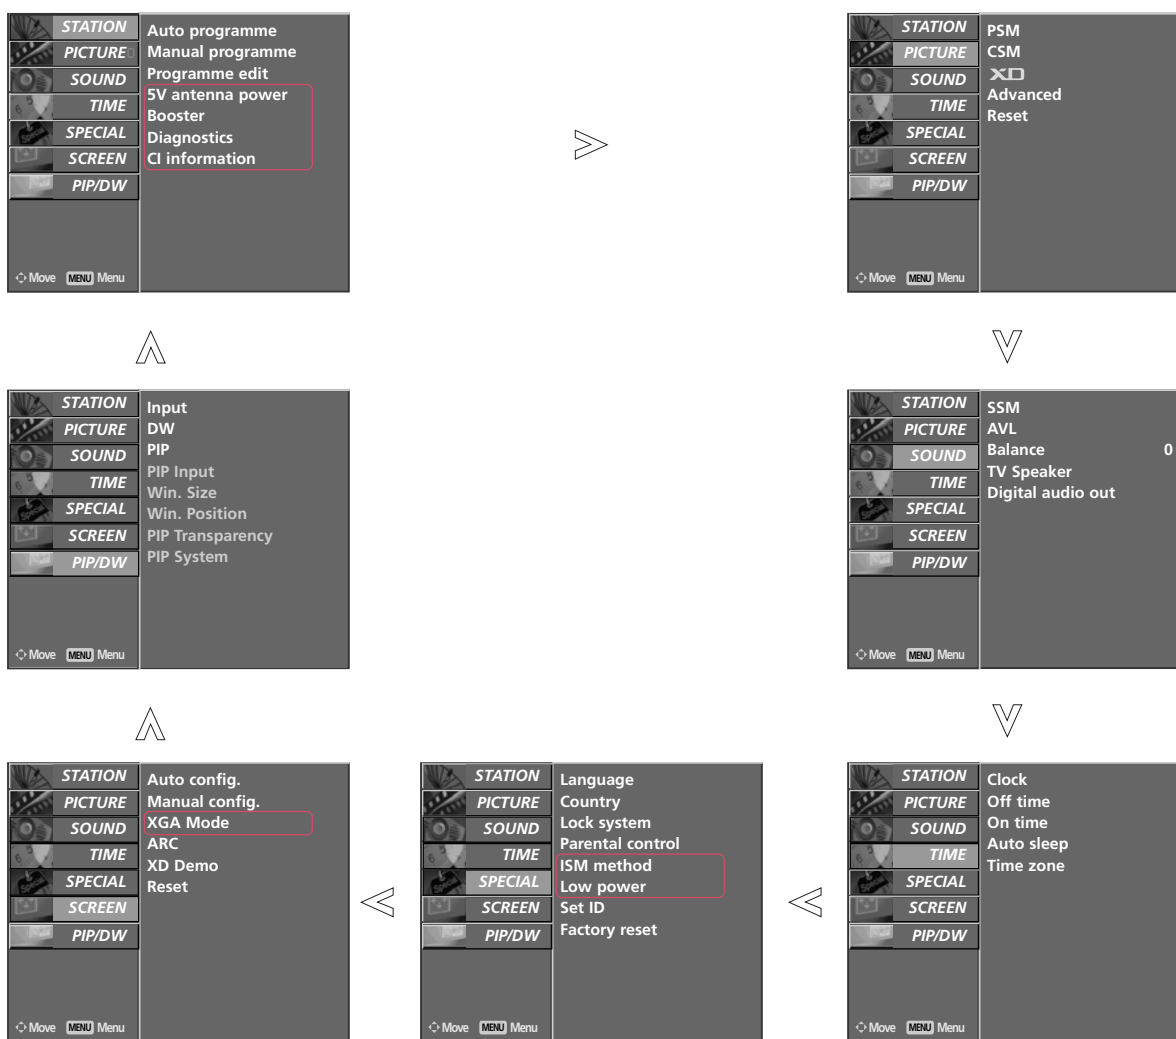 STATION
PICTURE
SOUND
TIME
SPECIAL
SCREEN
PIP/DW
Move MENU Menu
Auto programme
Manual programme
Programme edit
5V antenna power
Booster
Diagnostics
CI information
STATION
PICTURE
SOUND
TIME
SPECIAL
SCREEN
PIP/DW
Move MENU Menu
PSM
CSM
XD
Advanced
Reset
STATION
PICTURE
SOUND
TIME
SPECIAL
SCREEN
PIP/DW
Move MENU Menu
Input
DW
PIP
PIP Input
Win. Size
Win. Position
PIP Transparency
PIP System
STATION
PICTURE
SOUND
TIME
SPECIAL
SCREEN
PIP/DW
Move MENU Menu
SSM
AVL
Balance 0
TV Speaker
Digital audio out
STATION
PICTURE
SOUND
TIME
SPECIAL
SCREEN
PIP/DW
Move MENU Menu
Auto config.
Manual config.
XGA Mode
ARC
XD Demo
Reset
STATION
PICTURE
SOUND
TIME
SPECIAL
SCREEN
PIP/DW
Move MENU Menu
Language
Country
Lock system
Parental control
ISM method
Low power
Set ID
Factory reset
STATION
PICTURE
SOUND
TIME
SPECIAL
SCREEN
PIP/DW
Move MENU Menu
Clock
Off time
On time
Auto sleep
Time zone